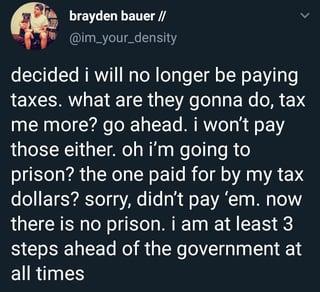 brayden bauer //
@im_your_density
decided i will no longer be paying
taxes. what are they gonna do, tax
me more? go ahead. i won’t pay
those either. oh i’m going to
prison? the one paid for by my tax
dollars? sorry, didn’t pay ‘em. now
there is no prison. i am at least 3
steps ahead of the government at
all times